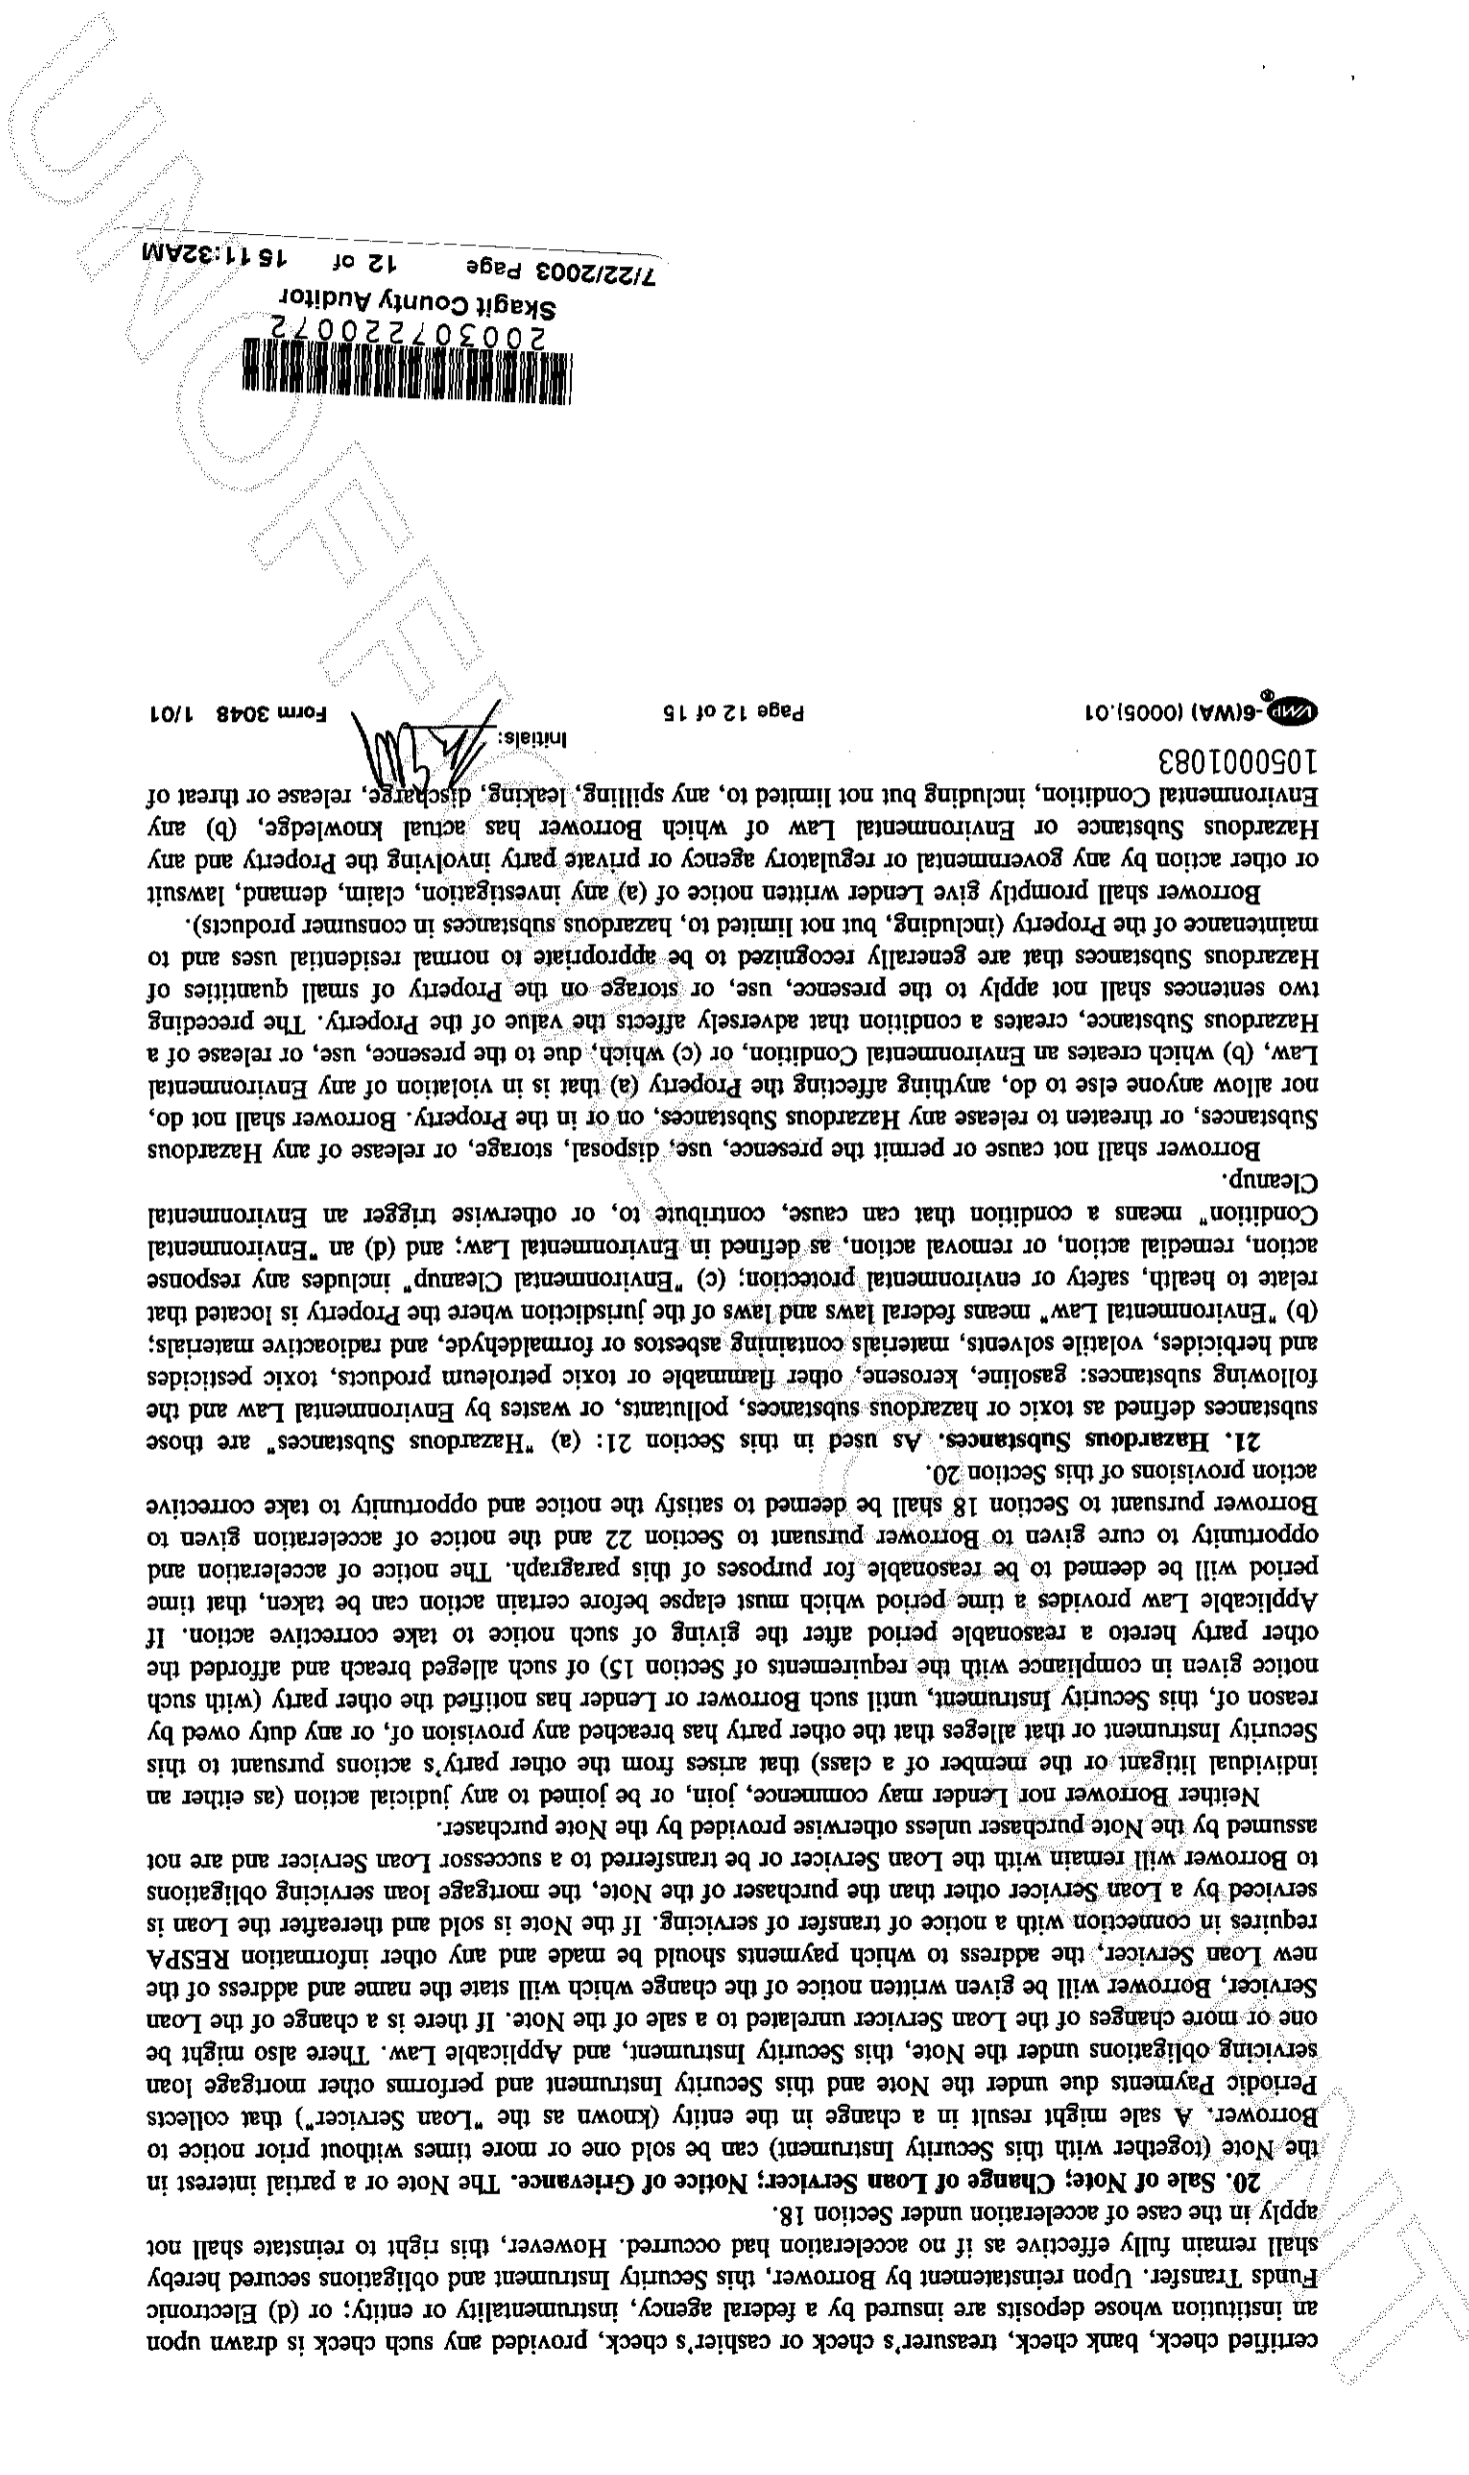 certified check, bank check, treasurer's check or cashier's check, provided any such check is drawn upon
an institution whose deposits are insured by a federal agency, instrumentality or entity; or (d) Electronic
Funds Transfer. Upon reinstatement by Borrower, this Security Instrument and obligations secured hereby
shall remain fully effective as if no acceleration had occurred. However, this right to reinstate shall not
apply in the case of acceleration under Section 18.
20. Sale of Note; Change of Loan Servicer; Notice of Grievance. The Note or a partial interest in
the Note (together with this Security Instrument) can be sold one or more times without prior notice to
Borrower. A sale might result in a change in the entity (known as the "Loan Servicer") that collects
Periodic Payments due under the Note and this Security Instrument and performs other mortgage loan
servicing obligations under the Note, this Security Instrument, and Applicable Law. There also might be
one or more changes of the Loan Servicer unrelated to a sale of the Note. If there is a change of the Loan
Servicer, Borrower will be given written notice of the change which will state the name and address of the
new Loan Servicer, the address to which payments should be made and any other information RESPA
requires in connection with a notice of transfer of servicing. If the Note is sold and thereafter the Loan is
serviced by a Loan Servicer other than the purchaser of the Note, the mortgage loan servicing obligations
to Borrower will remain with the Loan Servicer or be transferred to a successor Loan Servicer and are not
assumed by the Note purchaser unless otherwise provided by the Note purchaser.
Neither Borrower nor Lender may commence, join, or be joined to any judicial action (as either an
individual litigant or the member of a class) that arises from the other party's actions pursuant to this
Security Instrument or that alleges that the other party has breached any provision of, or any duty owed by
reason of, this Security Instrument, until such Borrower or Lender has notified the other party (with such
notice given in compliance with the requirements of Section 15) of such alleged breach and afforded the
other party hereto a reasonable period after the giving of such notice to take corrective action. If
Applicable Law provides a time period which must elapse before certain action can be taken, that time
period will be deemed to be reasonable for purposes of this paragraph. The notice of acceleration and
opportunity to cure given to Borrower pursuant to Section 22 and the notice of acceleration given to
Borrower pursuant to Section 18 shall be deemed to satisfy the notice and opportunity to take corrective
action provisions of this Section 20.
21. Hazardous Substances. As used in this Section 21: (a) "Hazardous Substances" are those
substances defined as toxic or hazardous substances, pollutants, or wastes by Environmental Law and the
following substances: gasoline, kerosene, other flammable or toxic petroleum products, toxic pesticides
and herbicides, volatile solvents, materials containing asbestos or formaldehyde, and radioactive materials;
(b) "Environmental Law" means federal laws and laws of the jurisdiction where the Property is located that
relate to health, safety or environmental protection; (c) "Environmental Cleanup" includes any response
action, remedial action, or removal action, as defined in Environmental Law; and (d) an "Environmental
Condition" means a condition that can cause, contribute to, or otherwise trigger an Environmental
Cleanup.
Borrower shall not cause or permit the presence, use, disposal, storage, or release of any Hazardous
Substances, or threaten to release any Hazardous Substances, on or in the Property. Borrower shall not do,
nor allow anyone else to do, anything affecting the Property (a) that is in violation of any Environmental
Law, (b) which creates an Environmental Condition, or (c) which, due to the presence, use, or release of a
Hazardous Substance, creates a condition that adversely affects the value of the Property. The preceding
two sentences shall not apply to the presence, use, or storage on the Property of small quantities of
Hazardous Substances that are generally recognized to be appropriate to normal residential uses and to
maintenance of the Property (including, but not limited to, hazardous substances in consumer products).
Borrower shall promptly give Lender written notice of (a) any investigation, claim, demand, lawsuit
or other action by any governmental or regulatory agency or private party involving the Property and any
Hazardous Substance or Environmental Law of which Borrower has actual knowledge, (b) any
Environmental Condition, including but not limited to, any spilling, leaking, discharge, release or threat of
1050001083
Initials:
VMP®-6(WA) (0005).01 Page 12 of 15 Form 3048 1/01
200307220072
Skagit County Auditor
7/22/2003 Page 12 of 15 11:32AM
UNOFFICIAL DOCUMENT